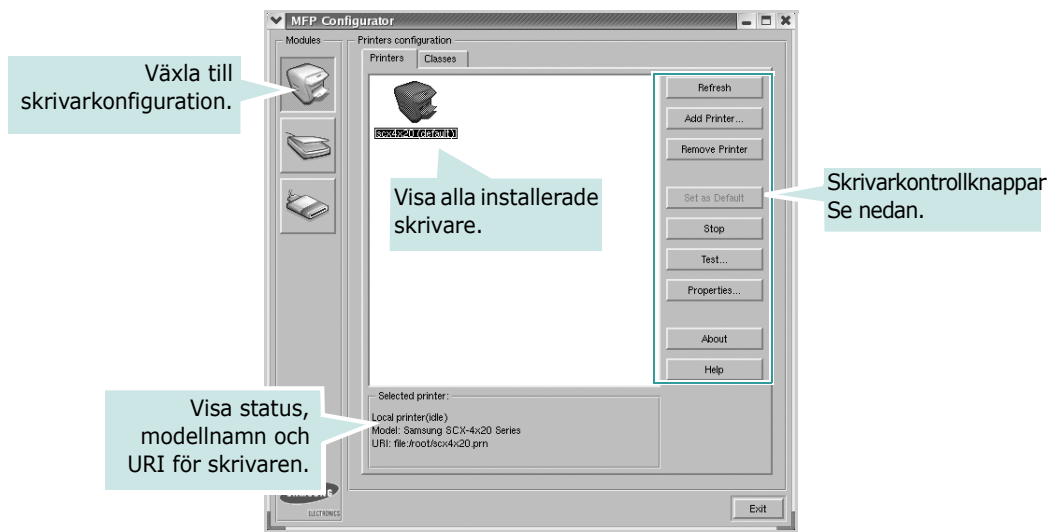 MFP Configurator
Modules
Printers configuration
Printers
Classes
Växla till
skrivarkonfiguration.
scx4x20 (default)
Visa alla installerade
skrivare.
Refresh
Add Printer...
Remove Printer
Set as Default
Stop
Test...
Properties...
About
Help
Skrivarkontrollknappar
Se nedan.
Selected printer:
Local printer(idle)
Model: Samsung SCX-4x20 Series
URI: file:/root/scx4x20.prn
Visa status,
modellnamn och
URI för skrivaren.
ELECTRONICS
Exit